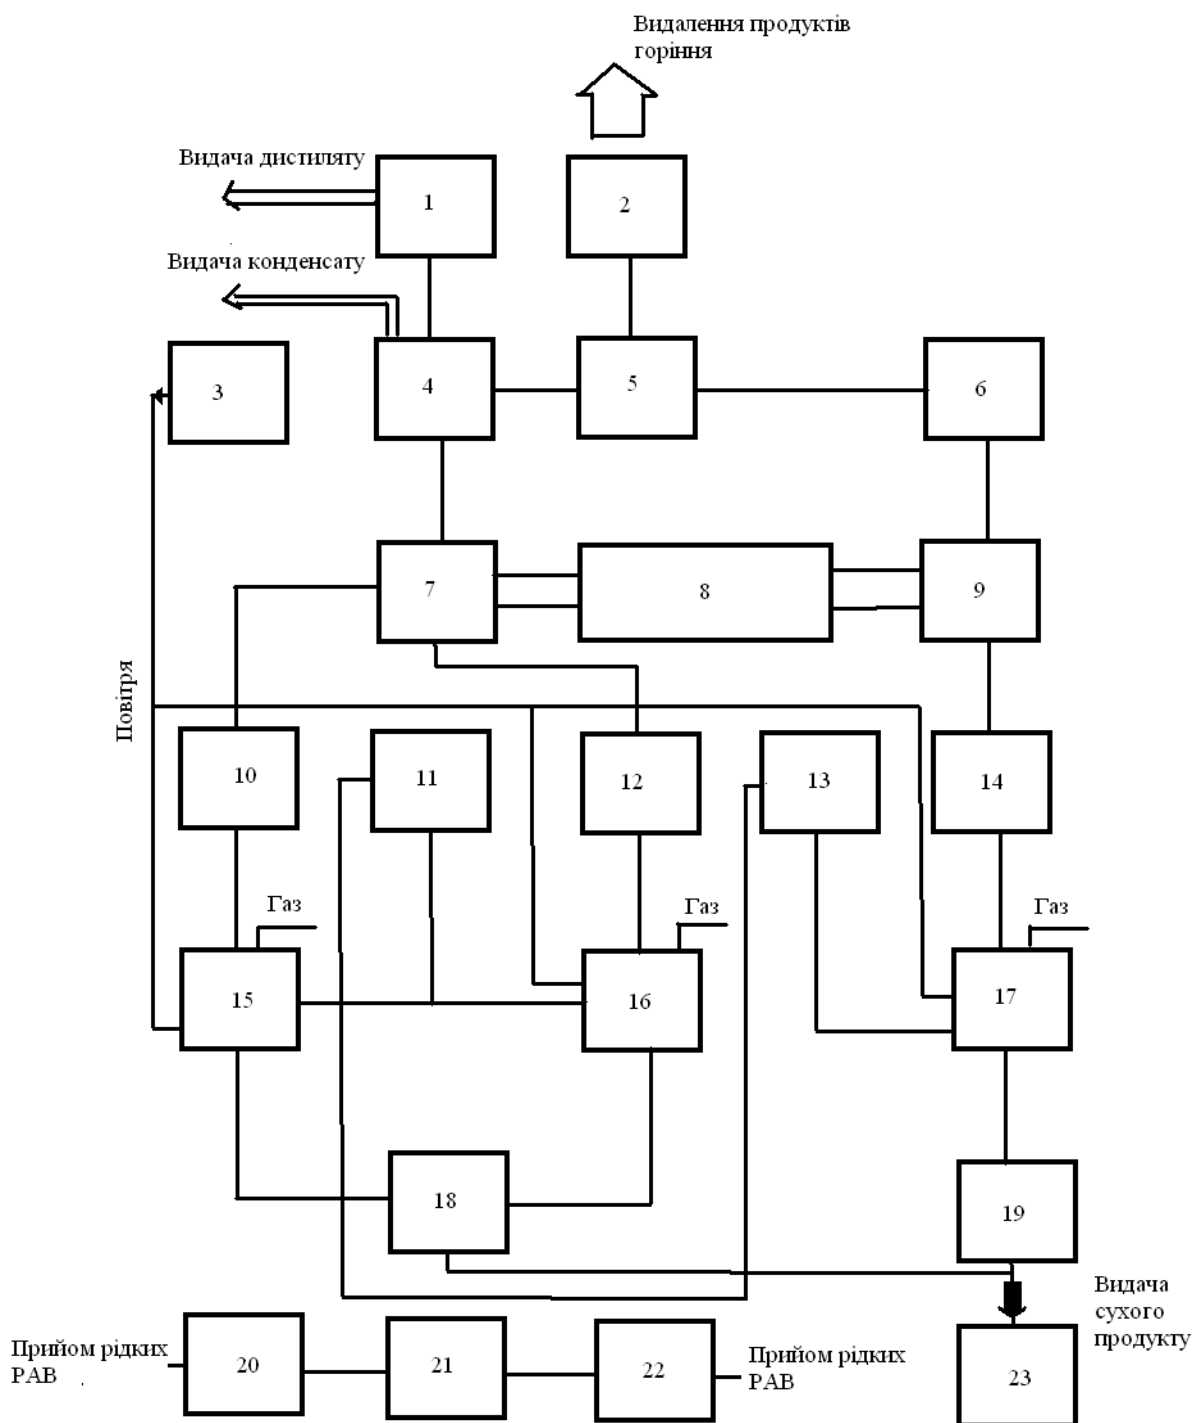 Видалення продуктів
горіння
Видача дистиляту
1
2
Видача конденсату
3
4
5
6
7
8
9
Повітря
10
11
12
13
14
Газ
Газ
Газ
15
16
17
18
19
Видача
сухого
продукту
Прийом рідких
РАВ
20
21
22
Прийом рідких
РАВ
23